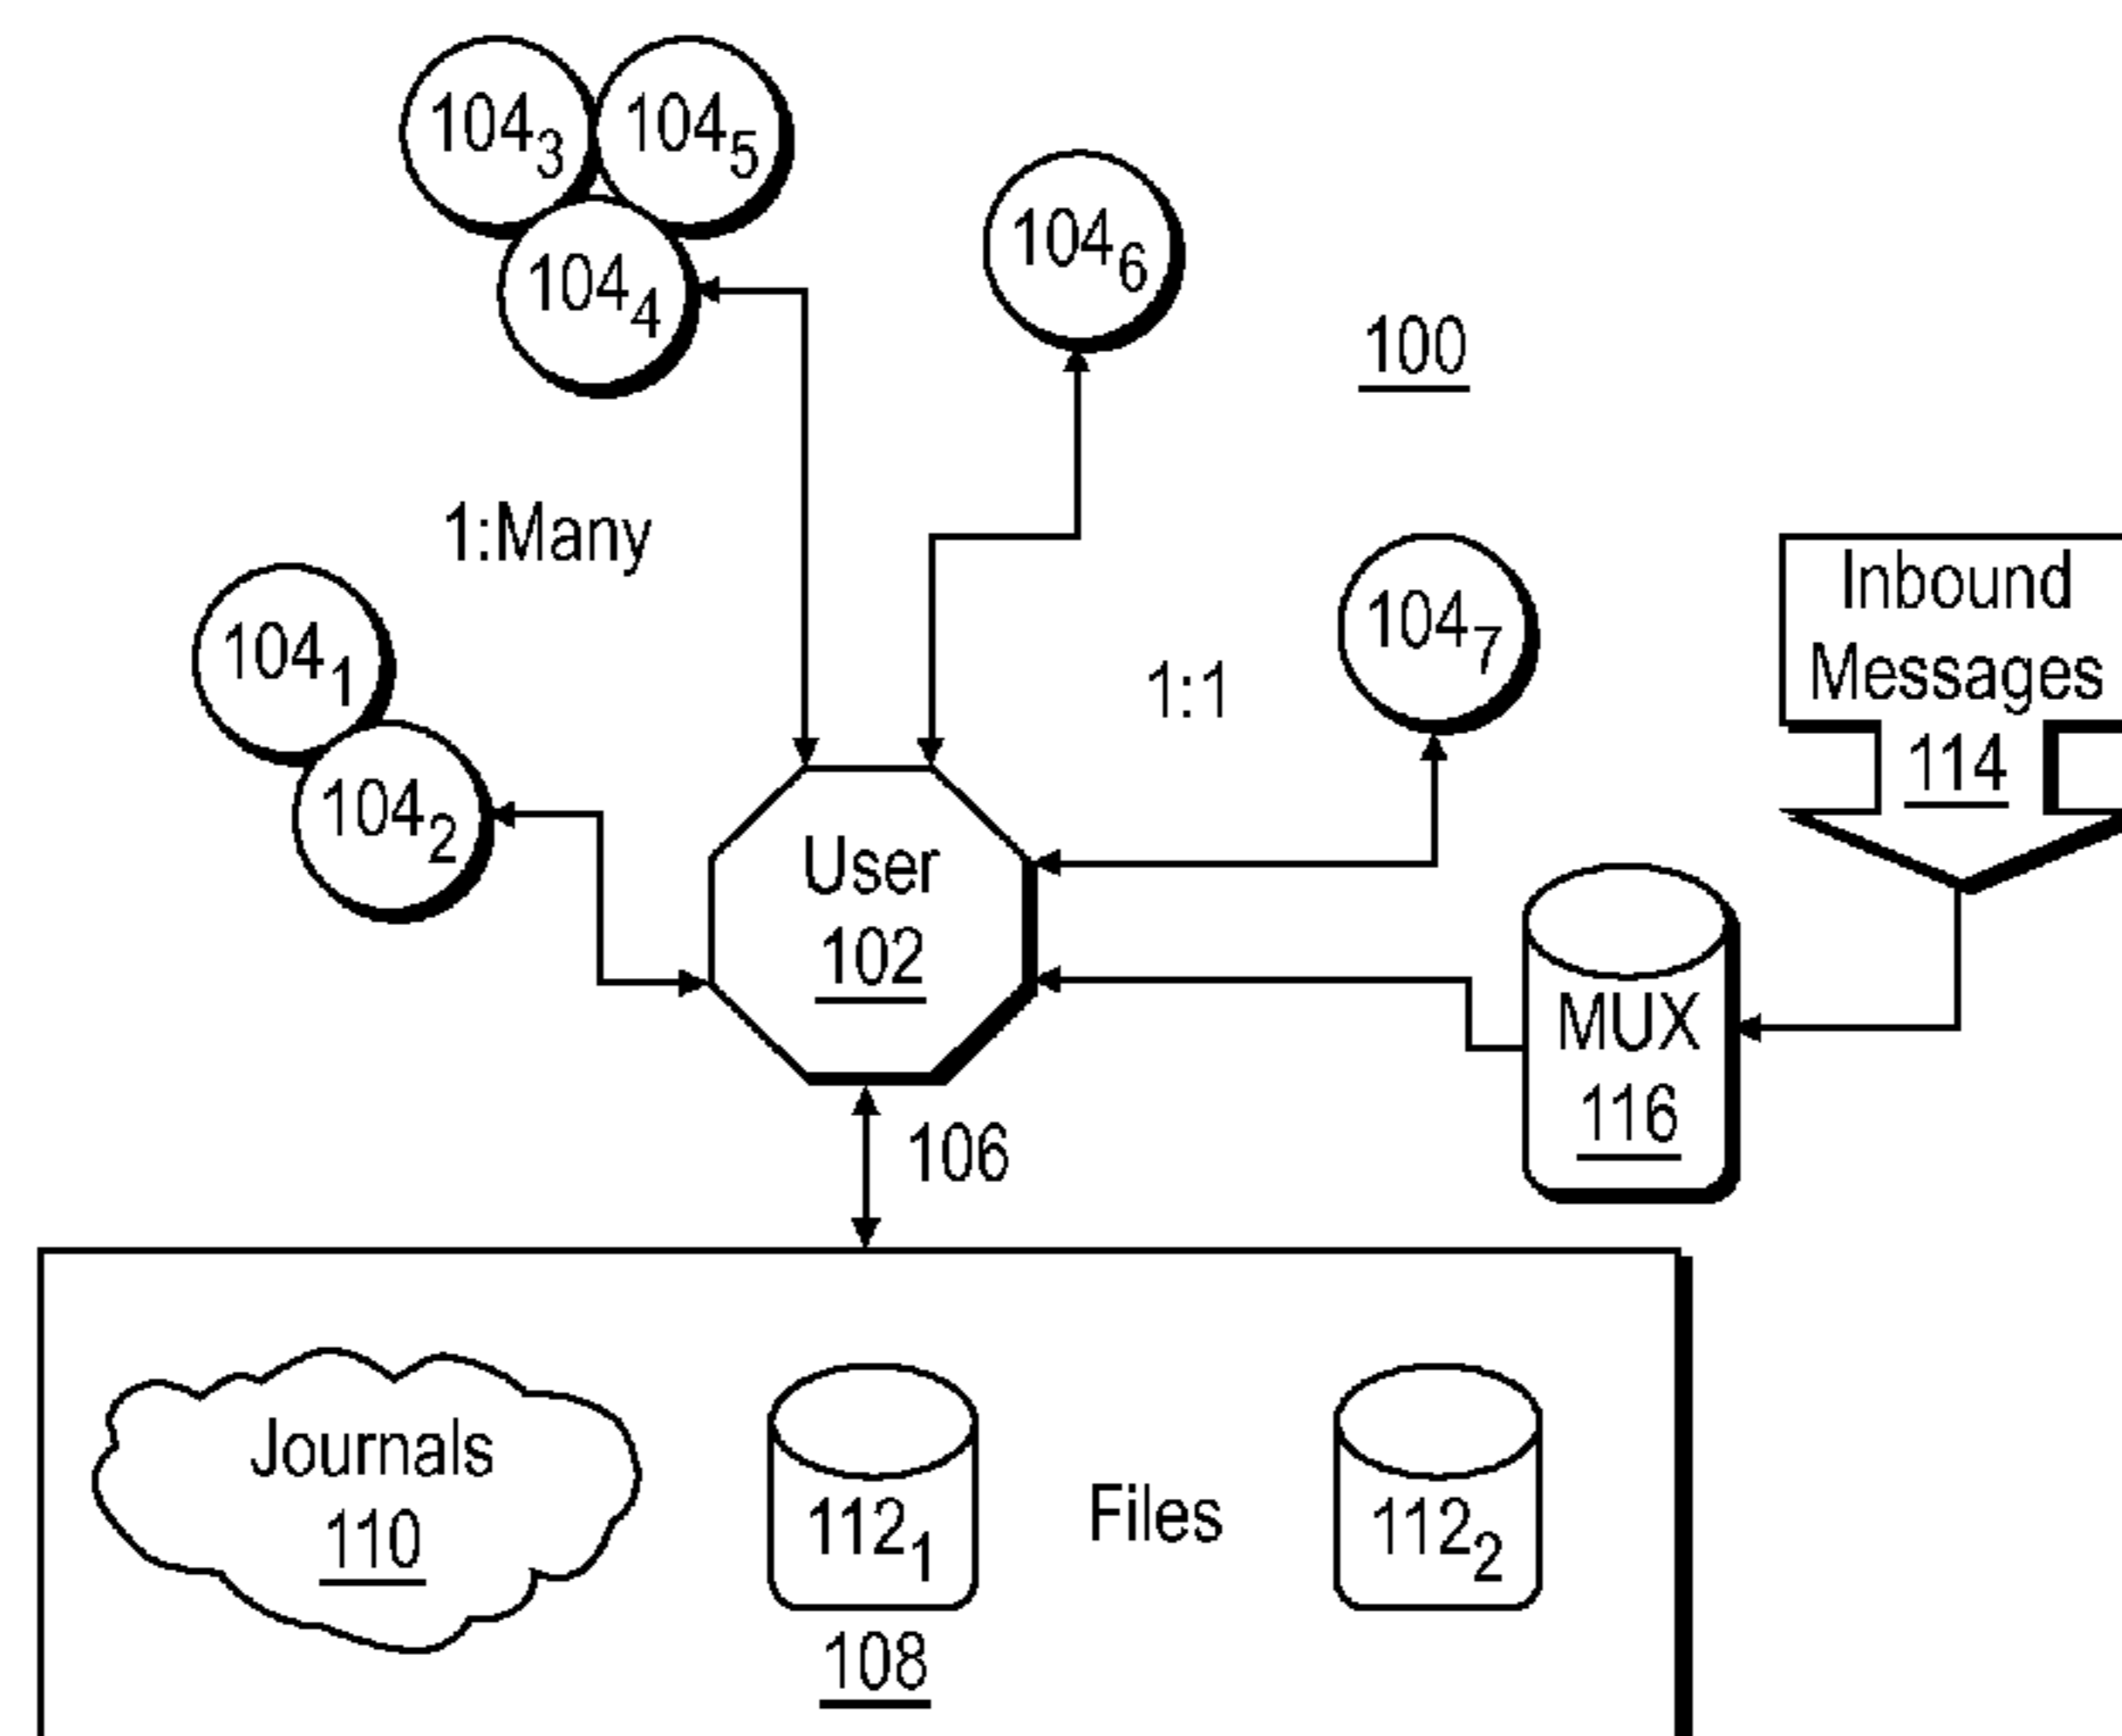 104₃
104₅
104₄
104₆
100
1:Many
104₁
104₂
1:1
104₇
Inbound
Messages
114
User
102
MUX
116
106
Journals
110
112₁
Files
112₂
108